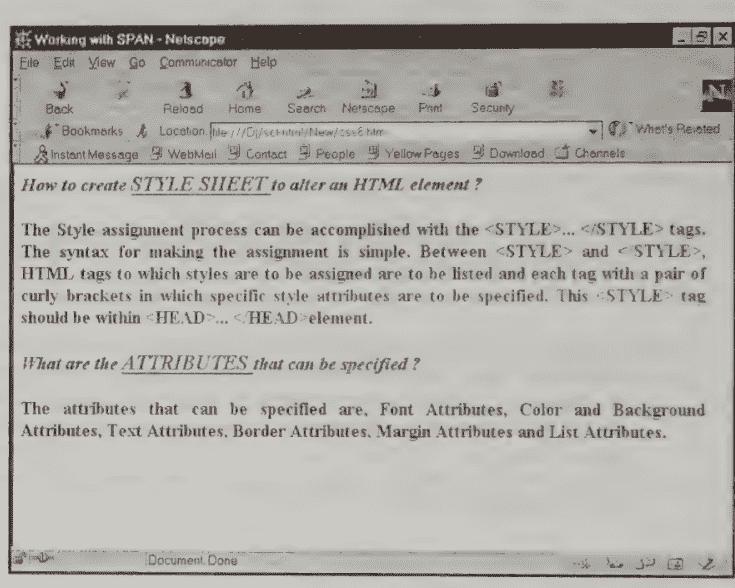 Working with SPAN - Netscape
File Edit View Go Communicator Help
Back Reload Home Search Netscape Print Security
Bookmarks Location: What's Related
Instant Message WebMail Contact People Yellow Pages Download Channels
How to create STYLE SHEET to alter an HTML element ?
The Style assignment process can be accomplished with the <STYLE>... </STYLE> tags.
The syntax for making the assignment is simple. Between <STYLE> and </STYLE>,
HTML tags to which styles are to be assigned are to be listed and each tag with a pair of
curly brackets in which specific style attributes are to be specified. This <STYLE> tag
should be within <HEAD>... </HEAD>element.
What are the ATTRIBUTES that can be specified ?
The attributes that can be specified are, Font Attributes, Color and Background
Attributes, Text Attributes, Border Attributes, Margin Attributes and List Attributes.
Document: Done